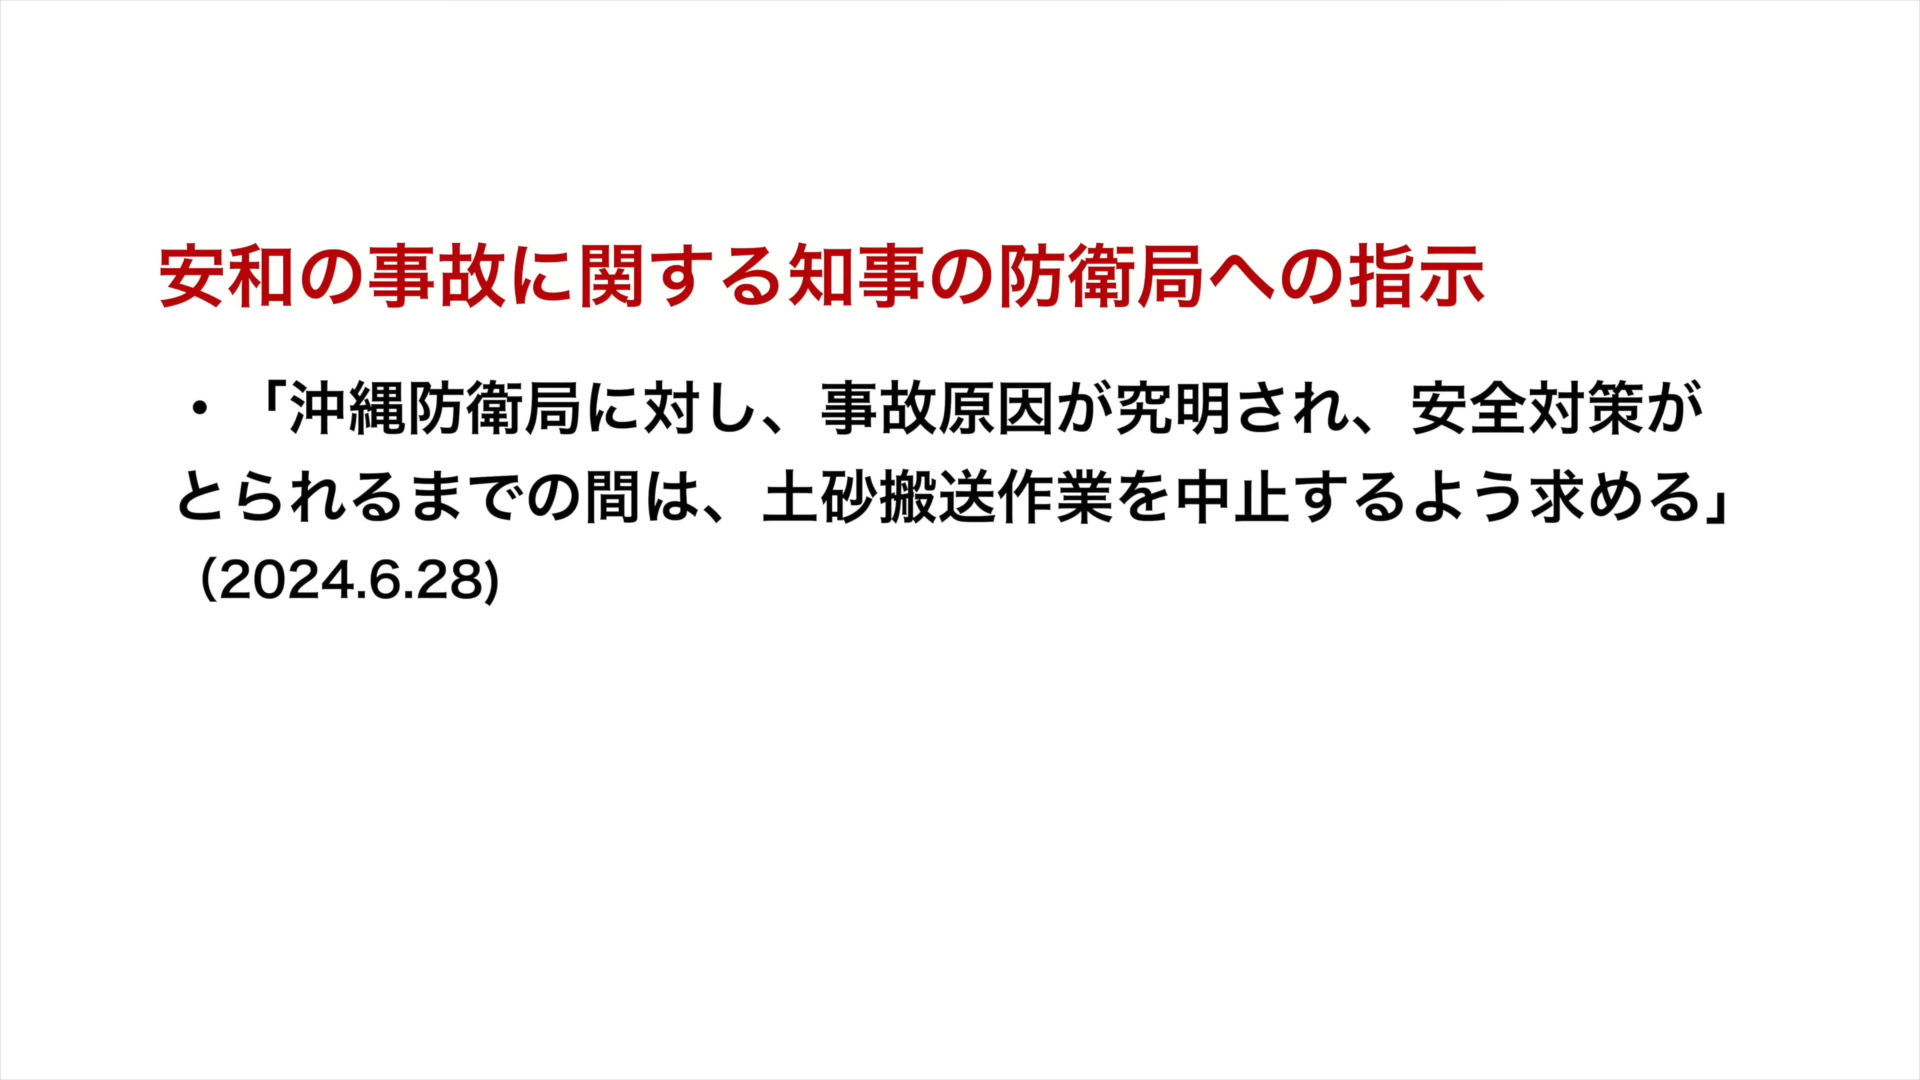 安和の事故に関する知事の防衛局への指示
・「沖縄防衛局に対し、事故原因が究明され、安全対策が
とられるまでの間は、土砂搬送作業を中止するよう求める」
（2024.6.28)